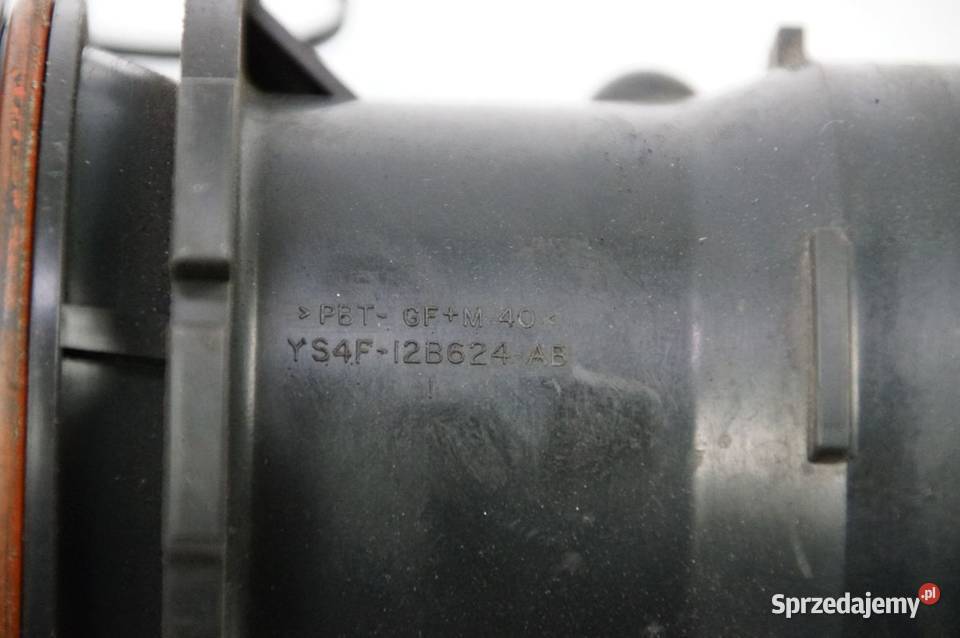 >PBT- GF+M 40<
YS4F-12B624-AB
Sprzedajemy.pl